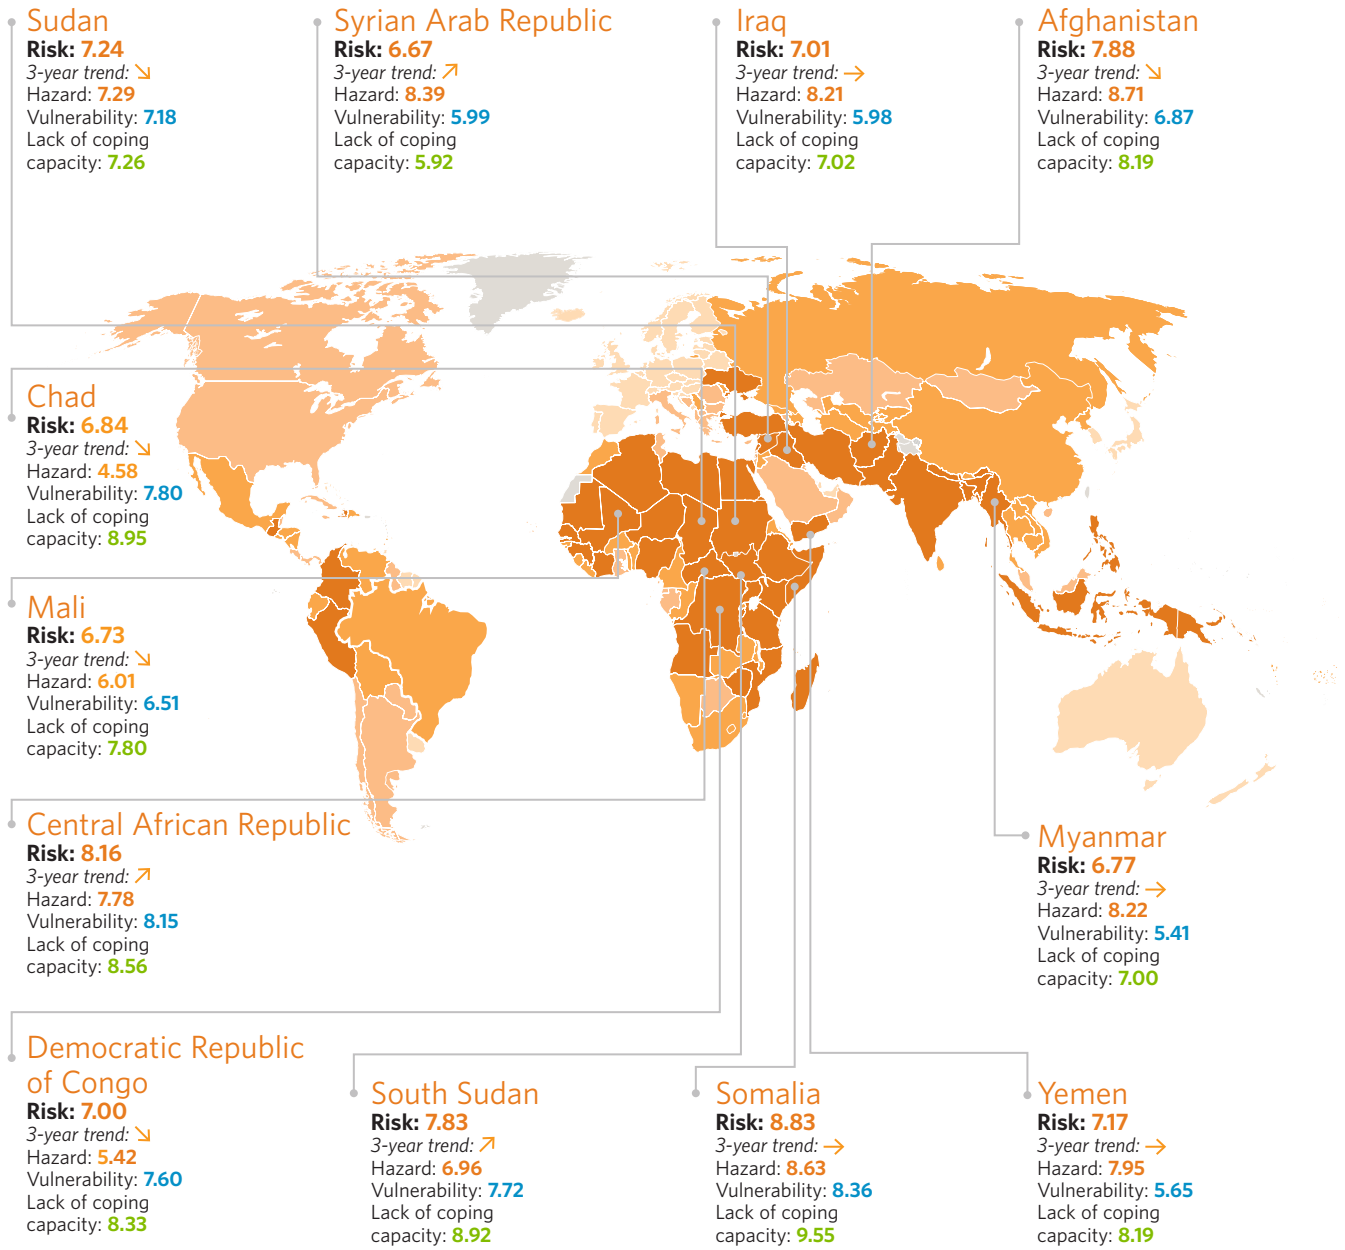 Sudan
Risk: 7.24
3-year trend: ↘
Hazard: 7.29
Vulnerability: 7.18
Lack of coping
capacity: 7.26
Syrian Arab Republic
Risk: 6.67
3-year trend: ↗
Hazard: 8.39
Vulnerability: 5.99
Lack of coping
capacity: 5.92
Iraq
Risk: 7.01
3-year trend: →
Hazard: 8.21
Vulnerability: 5.98
Lack of coping
capacity: 7.02
Afghanistan
Risk: 7.88
3-year trend: ↘
Hazard: 8.71
Vulnerability: 6.87
Lack of coping
capacity: 8.19
Chad
Risk: 6.84
3-year trend: ↘
Hazard: 4.58
Vulnerability: 7.80
Lack of coping
capacity: 8.95
Mali
Risk: 6.73
3-year trend: ↘
Hazard: 6.01
Vulnerability: 6.51
Lack of coping
capacity: 7.80
Central African Republic
Risk: 8.16
3-year trend: ↗
Hazard: 7.78
Vulnerability: 8.15
Lack of coping
capacity: 8.56
Myanmar
Risk: 6.77
3-year trend: →
Hazard: 8.22
Vulnerability: 5.41
Lack of coping
capacity: 7.00
Democratic Republic
of Congo
Risk: 7.00
3-year trend: ↘
Hazard: 5.42
Vulnerability: 7.60
Lack of coping
capacity: 8.33
South Sudan
Risk: 7.83
3-year trend: ↗
Hazard: 6.96
Vulnerability: 7.72
Lack of coping
capacity: 8.92
Somalia
Risk: 8.83
3-year trend: →
Hazard: 8.63
Vulnerability: 8.36
Lack of coping
capacity: 9.55
Yemen
Risk: 7.17
3-year trend: →
Hazard: 7.95
Vulnerability: 5.65
Lack of coping
capacity: 8.19